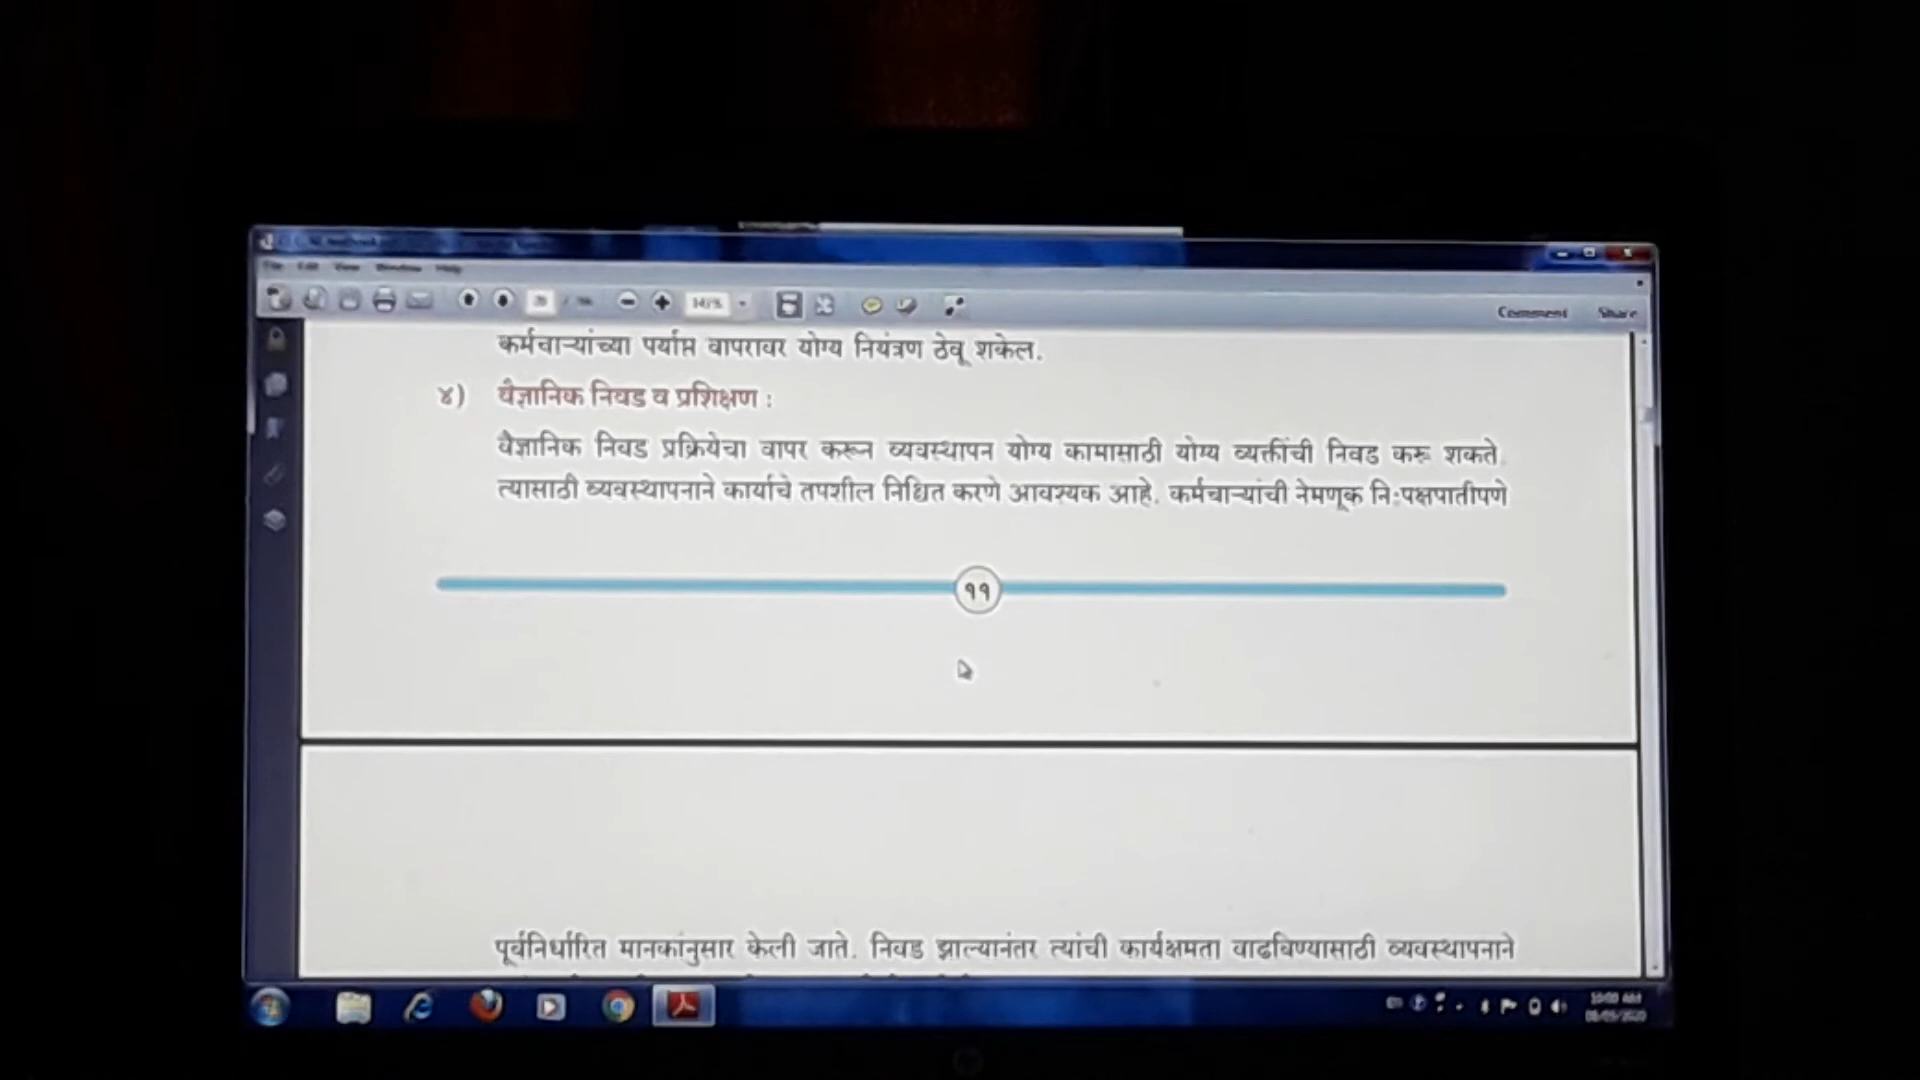 Comment Share
कर्मचाऱ्यांच्या पर्याप्त वापरावर योग्य नियंत्रण ठेवू शकेल.
४) वैज्ञानिक निवड व प्रशिक्षण :
वैज्ञानिक निवड प्रक्रियेचा वापर करून व्यवस्थापन योग्य कामासाठी योग्य व्यक्तींची निवड करू शकते.
त्यासाठी व्यवस्थापनाने कार्याचे तपशील निश्चित करणे आवश्यक आहे. कर्मचाऱ्यांची नेमणूक नि:पक्षपातीपणे
११
पूर्वनिर्धारित मानकांनुसार केली जाते. निवड झाल्यानंतर त्यांची कार्यक्षमता वाढविण्यासाठी व्यवस्थापनाने